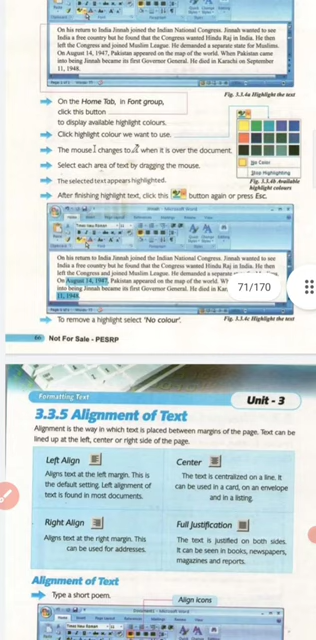 On his return to India Jinnah joined the Indian National Congress. Jinnah wanted to see
India a free country but he found that the Congress wanted Hindu Raj in India. He then
left the Congress and joined Muslim League. He demanded a separate state for Muslims.
On August 14, 1947, Pakistan appeared on the map of the world. When Pakistan came
into being Jinnah became its first Governor General. He died in Karachi on September
11, 1948.
Fig. 3.3.4a Highlight the text
On the Home Tab, in Font group,
click this button
to display available highlight colours.
Click highlight colour we want to use.
The mouse changes to when it is over the document.
No Color
Select each area of text by dragging the mouse.
Stop Highlighting
The selected text appears highlighted.
Fig. 3.3.4b Available
highlight colours
After finishing highlight text, click this button again or press Esc.
On his return to India Jinnah joined the Indian National Congress. Jinnah wanted to see
India a free country but he found that the Congress wanted Hindu Raj in India. He then
left the Congress and joined Muslim League. He demanded a separate
On August 14, 1947, Pakistan appeared on the map of the world.
into being Jinnah became its first Governor General. He died in
11, 1948.
71/170
To remove a highlight select 'No colour'.
Fig. 3.3.4c Highlight the text
66 Not For Sale - PESRP
Formatting Text
Unit - 3
3.3.5 Alignment of Text
Alignment is the way in which text is placed between margins of the page. Text can be
lined up at the left, center or right side of the page.
Left Align
Aligns text at the left margin. This is
the default setting. Left alignment of
text is found in most documents.
Center
The text is centralized on a line. It
can be used in a card, on an envelope
and in a listing.
Right Align
Aligns text at the right margin. This
can be used for addresses.
Full Justification
The text is justified on both sides.
It can be seen in books, newspapers,
magazines and reports.
Alignment of Text
Type a short poem.
Align icons